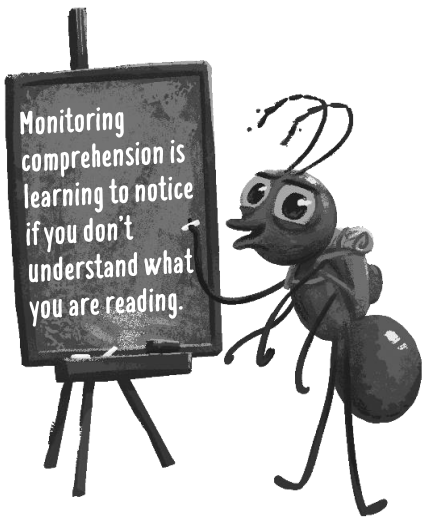 Monitoring
comprehension is
learning to notice
if you don't
understand what
you are reading.